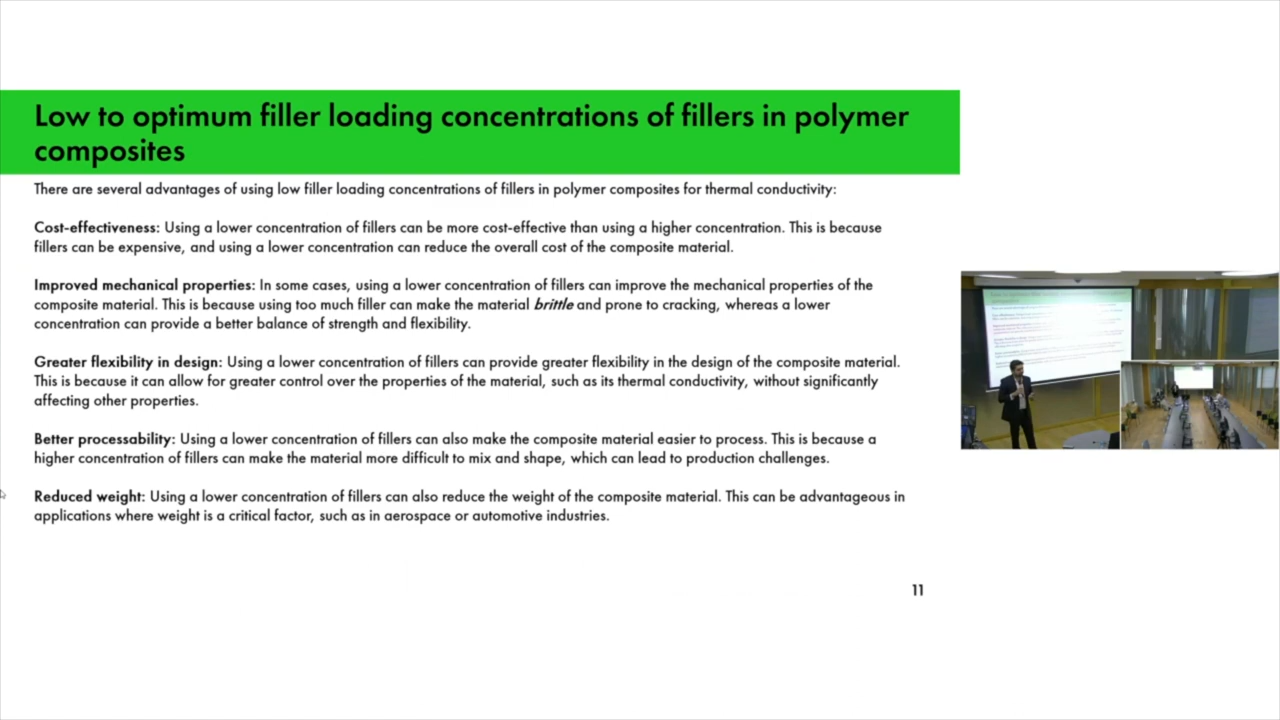 Low to optimum filler loading concentrations of fillers in polymer
composites
There are several advantages of using low filler loading concentrations of fillers in polymer composites for thermal conductivity:
Cost-effectiveness: Using a lower concentration of fillers can be more cost-effective than using a higher concentration. This is because
fillers can be expensive, and using a lower concentration can reduce the overall cost of the composite material.
Improved mechanical properties: In some cases, using a lower concentration of fillers can improve the mechanical properties of the
composite material. This is because using too much filler can make the material brittle and prone to cracking, whereas a lower
concentration can provide a better balance of strength and flexibility.
Greater flexibility in design: Using a lower concentration of fillers can provide greater flexibility in the design of the composite material.
This is because it can allow for greater control over the properties of the material, such as its thermal conductivity, without significantly
affecting other properties.
Better processability: Using a lower concentration of fillers can also make the composite material easier to process. This is because a
higher concentration of fillers can make the material more difficult to mix and shape, which can lead to production challenges.
Reduced weight: Using a lower concentration of fillers can also reduce the weight of the composite material. This can be advantageous in
applications where weight is a critical factor, such as in aerospace or automotive industries.
11